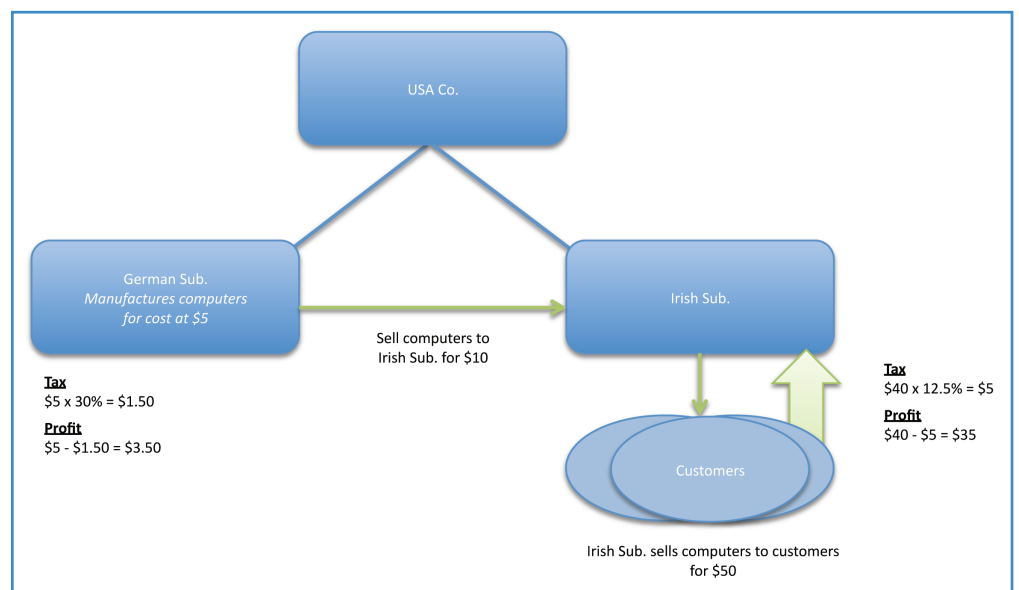 USA Co.
German Sub.
Manufactures computers
for cost at $5
Irish Sub.
Sell computers to
Irish Sub. for $10
Tax
$5 x 30% = $1.50
Profit
$5 - $1.50 = $3.50
Tax
$40 x 12.5% = $5
Profit
$40 - $5 = $35
Customers
Irish Sub. sells computers to customers
for $50